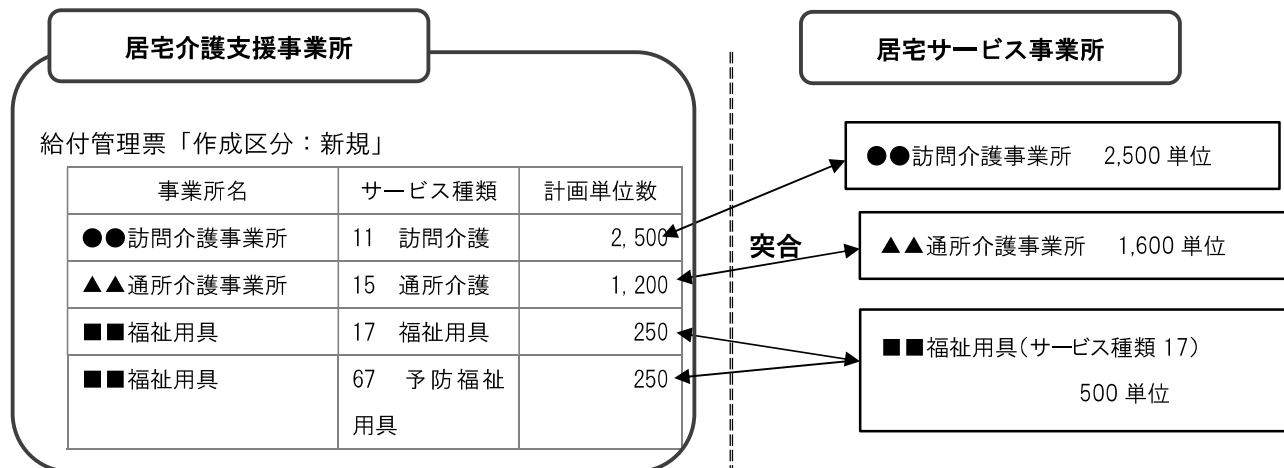 居宅介護支援事業所
居宅サービス事業所
給付管理票「作成区分：新規」
事業所名 サービス種類 計画単位数
●●訪問介護事業所 11 訪問介護 2,500
▲▲通所介護事業所 15 通所介護 1,200
■■福祉用具 17 福祉用具 250
■■福祉用具 67 予防福祉 250
用具
突合
●●訪問介護事業所 2,500 単位
▲▲通所介護事業所 1,600 単位
■■福祉用具（サービス種類 17）
500 単位